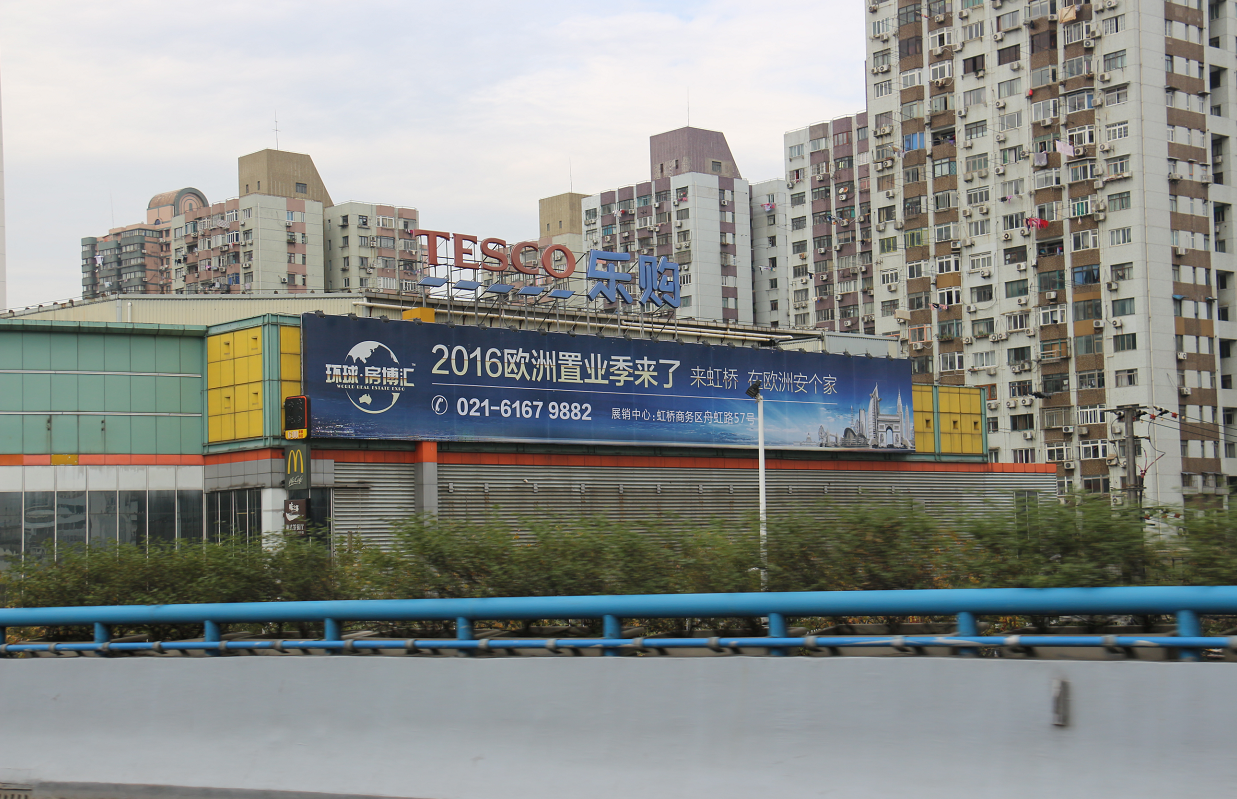 TESCO 乐购
环球·房博汇
WORLD REAL ESTATE EXPO
2016欧洲置业季来了 来虹桥 在欧洲安个家
021-6167 9882 展销中心:虹桥商务区舟虹路57号
McCafé